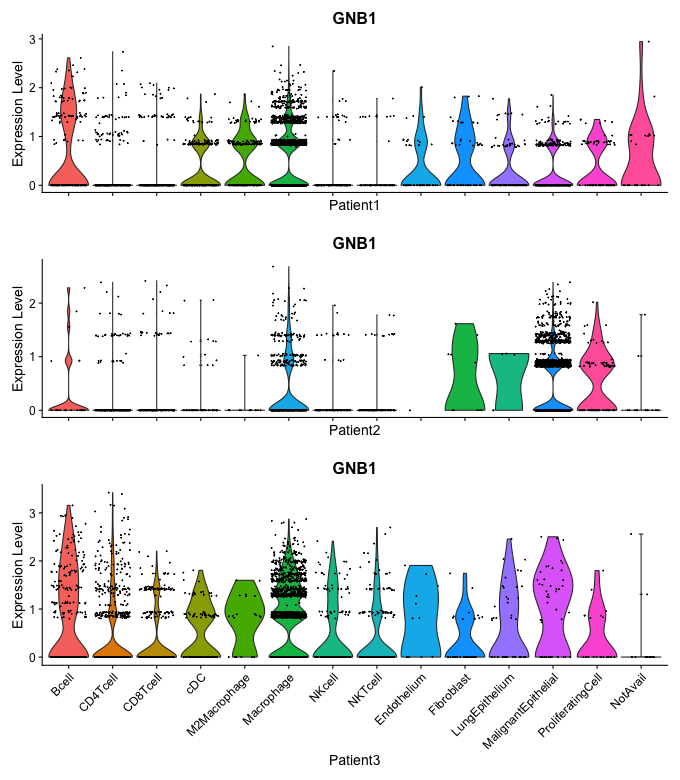 GNB1
Expression Level
3
2
1
0
Patient1
GNB1
Expression Level
2
1
0
Patient2
GNB1
Expression Level
3
2
1
0
Bcell
CD4Tcell
CD8Tcell
cDC
M2Macrophage
Macrophage
NKcell
NKTcell
Endothelium
Fibroblast
LungEpithelium
MalignantEpithelial
ProliferatingCell
NotAvail
Patient3